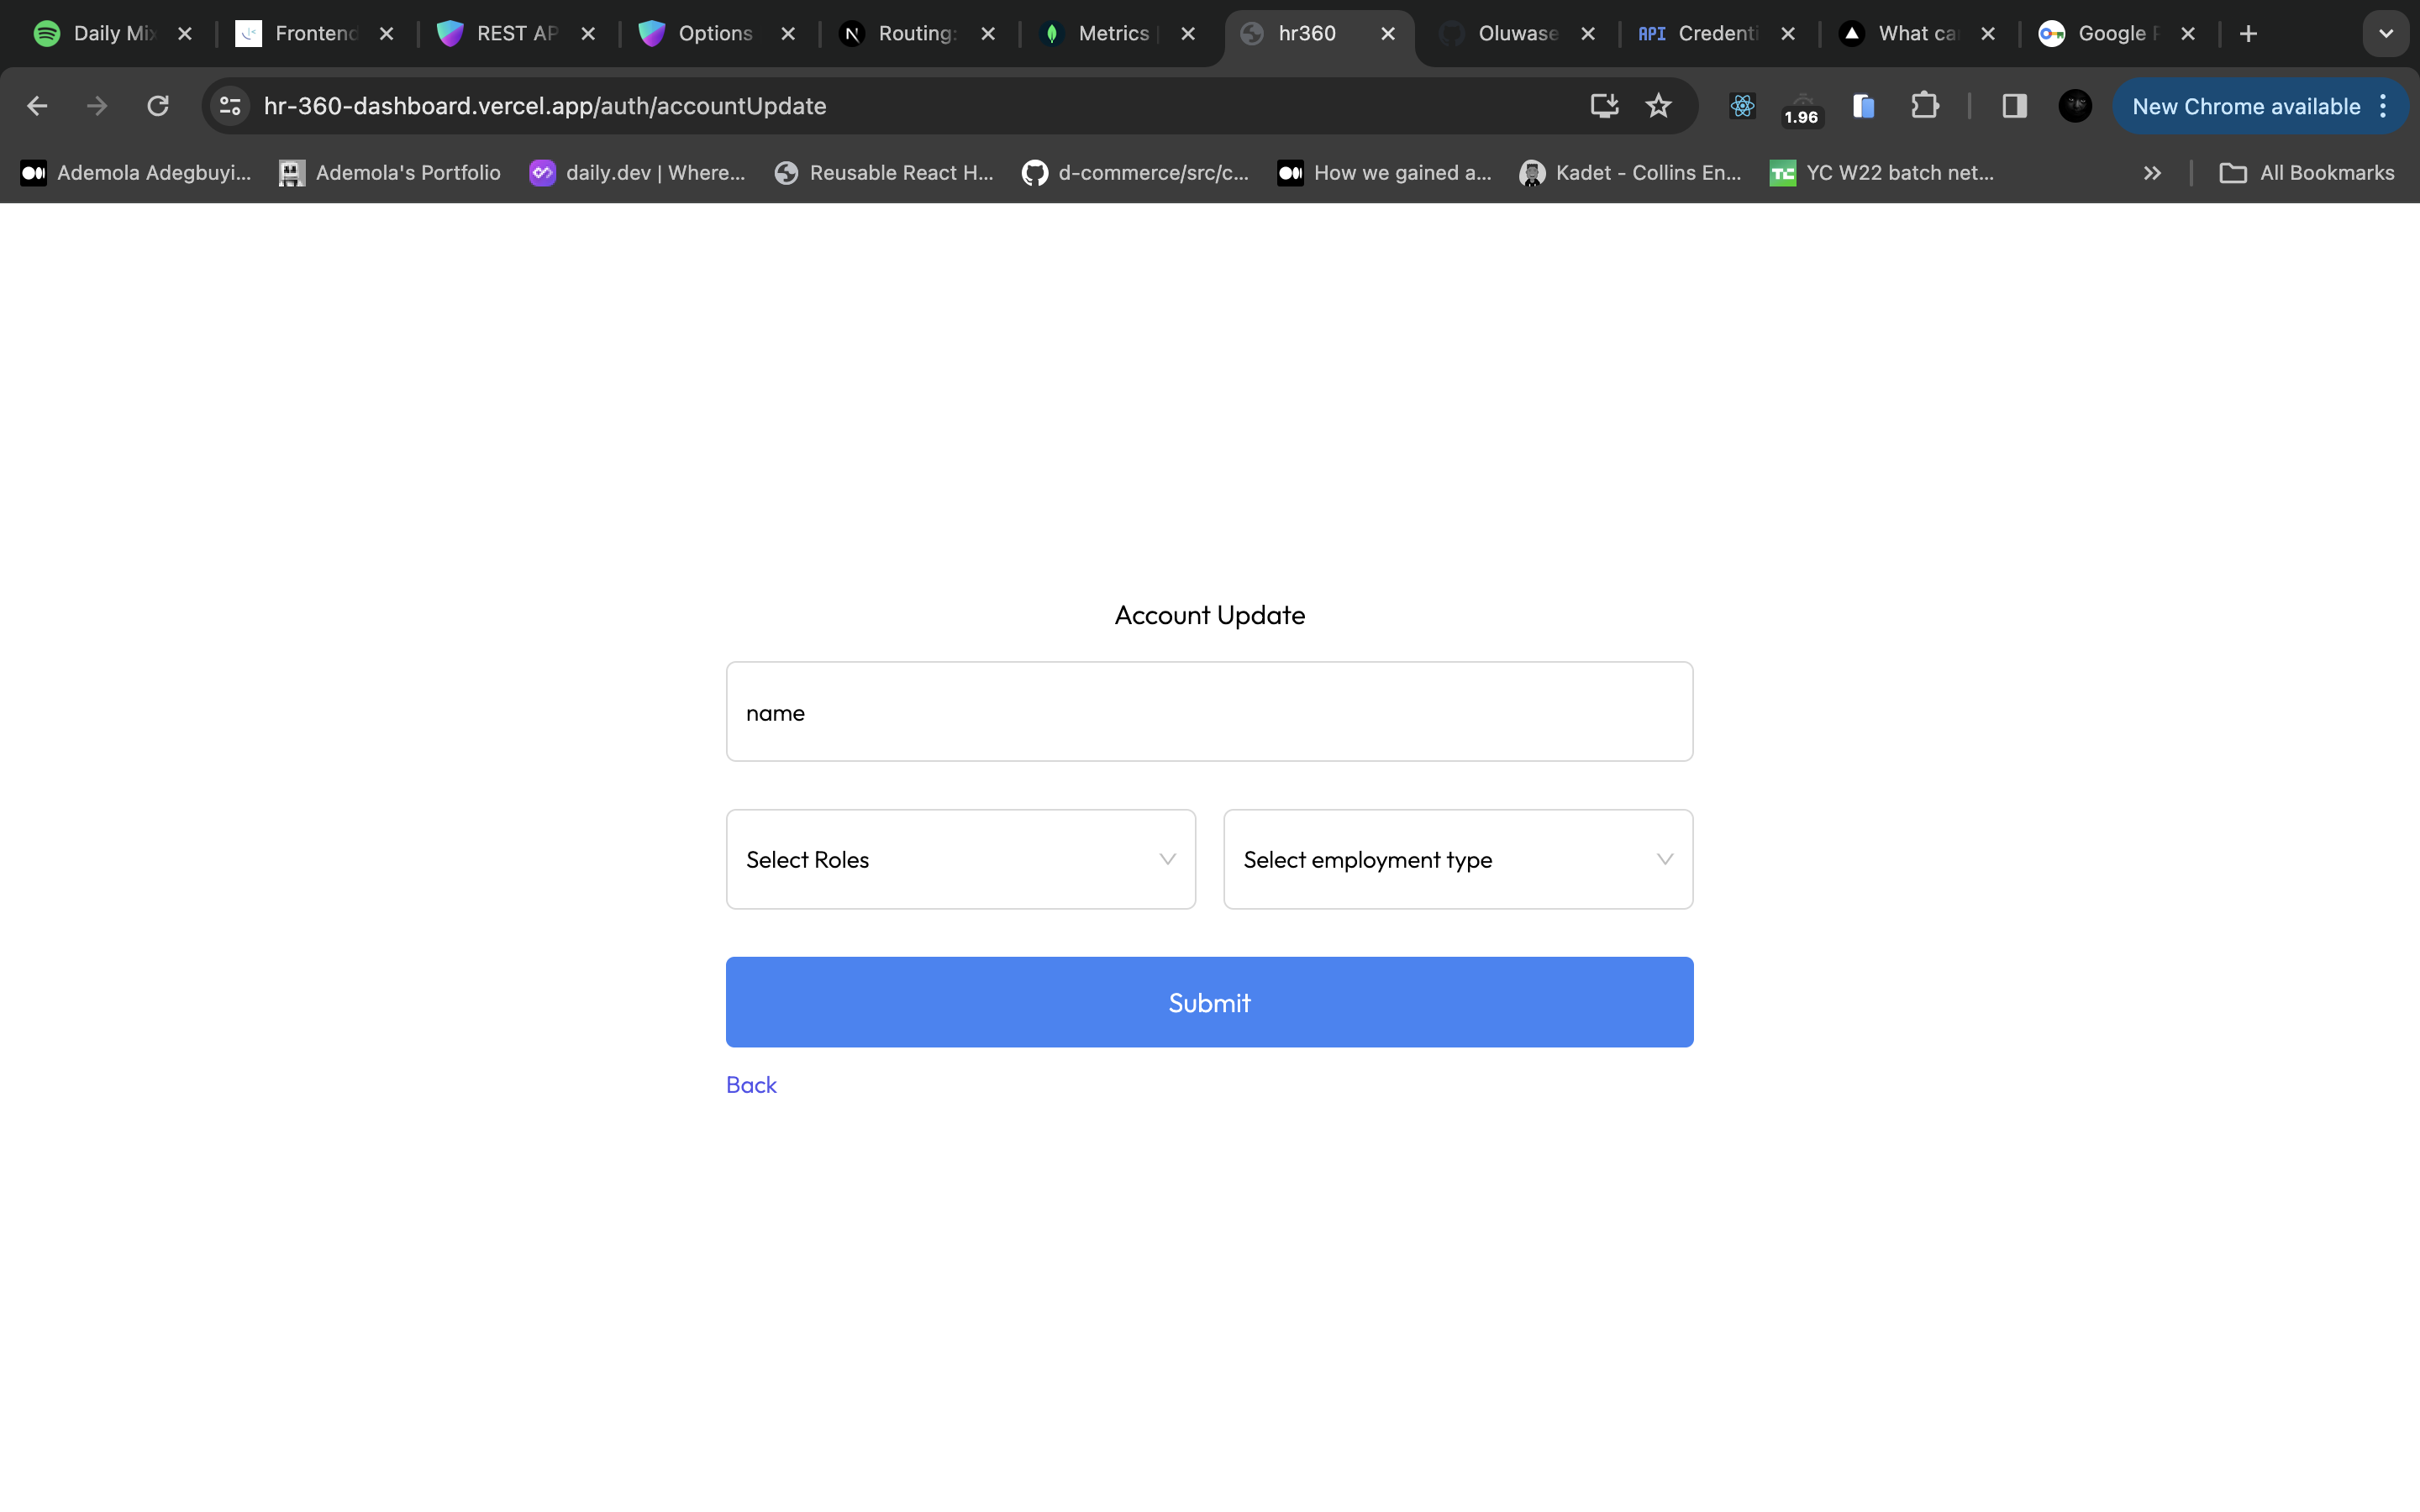 Daily Mix Frontend REST AP Options Routing: Metrics hr360 Oluwase API Credenti What ca Google
hr-360-dashboard.vercel.app/auth/accountUpdate 1.96 New Chrome available
Ademola Adegbuyi... Ademola's Portfolio daily.dev | Where... Reusable React H... d-commerce/src/c... How we gained a... Kadet - Collins En... TC YC W22 batch net... All Bookmarks
Account Update
name
Select Roles Select employment type
Submit
Back